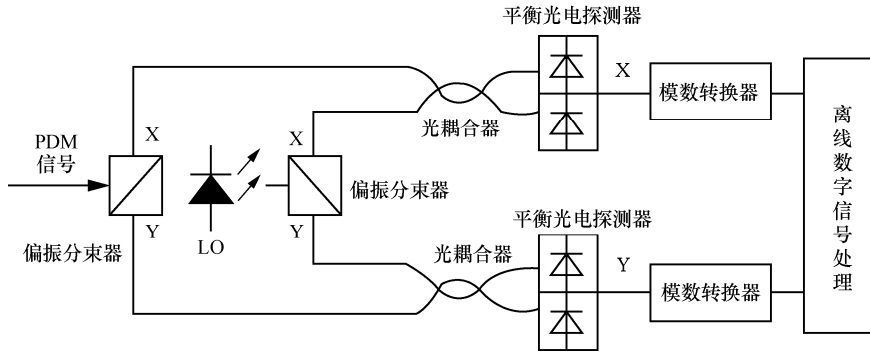 平衡光电探测器
X
模数转换器
光耦合器
PDM
信号
X
X
偏振分束器
Y
LO
Y
偏振分束器
平衡光电探测器
光耦合器
Y
模数转换器
离线数字信号处理